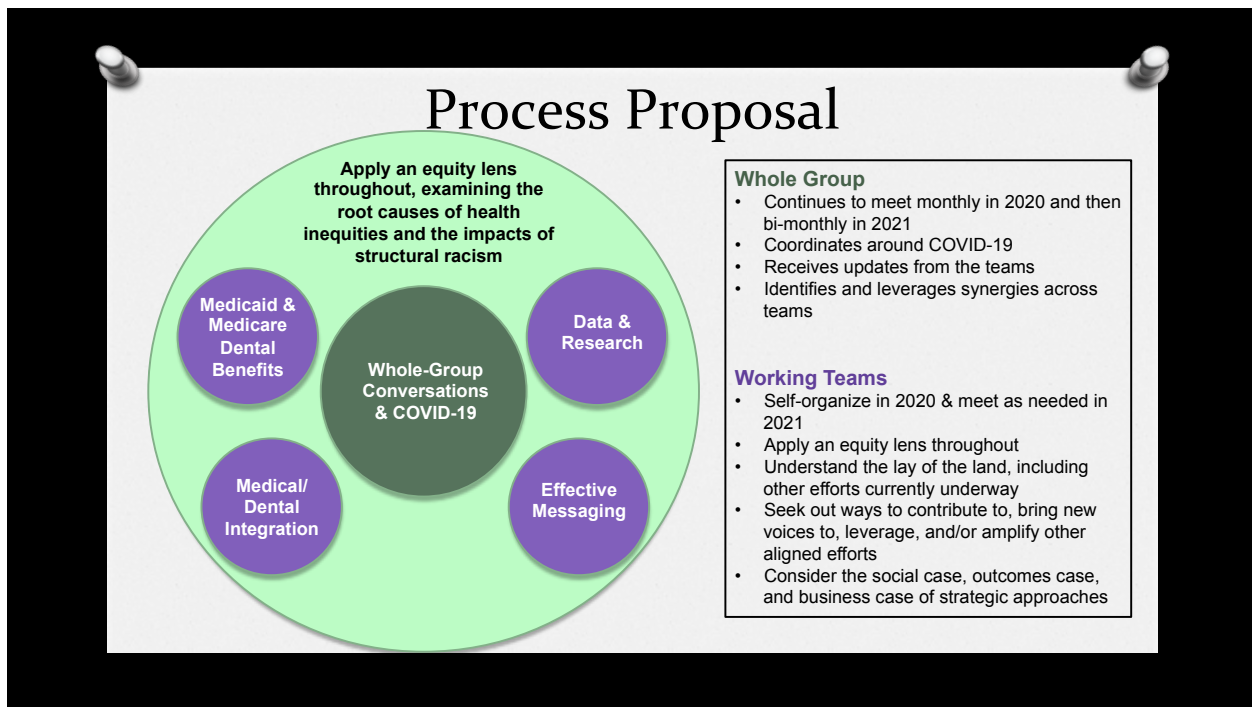 Process Proposal
Apply an equity lens
throughout, examining the
root causes of health
inequities and the impacts of
structural racism
Medicaid &
Medicare
Dental
Benefits
Data &
Research
Whole-Group
Conversations
& COVID-19
Medical/
Dental
Integration
Effective
Messaging
Whole Group
• Continues to meet monthly in 2020 and then
bi-monthly in 2021
• Coordinates around COVID-19
• Receives updates from the teams
• Identifies and leverages synergies across
teams
Working Teams
• Self-organize in 2020 & meet as needed in
2021
• Apply an equity lens throughout
• Understand the lay of the land, including
other efforts currently underway
• Seek out ways to contribute to, bring new
voices to, leverage, and/or amplify other
aligned efforts
• Consider the social case, outcomes case,
and business case of strategic approaches